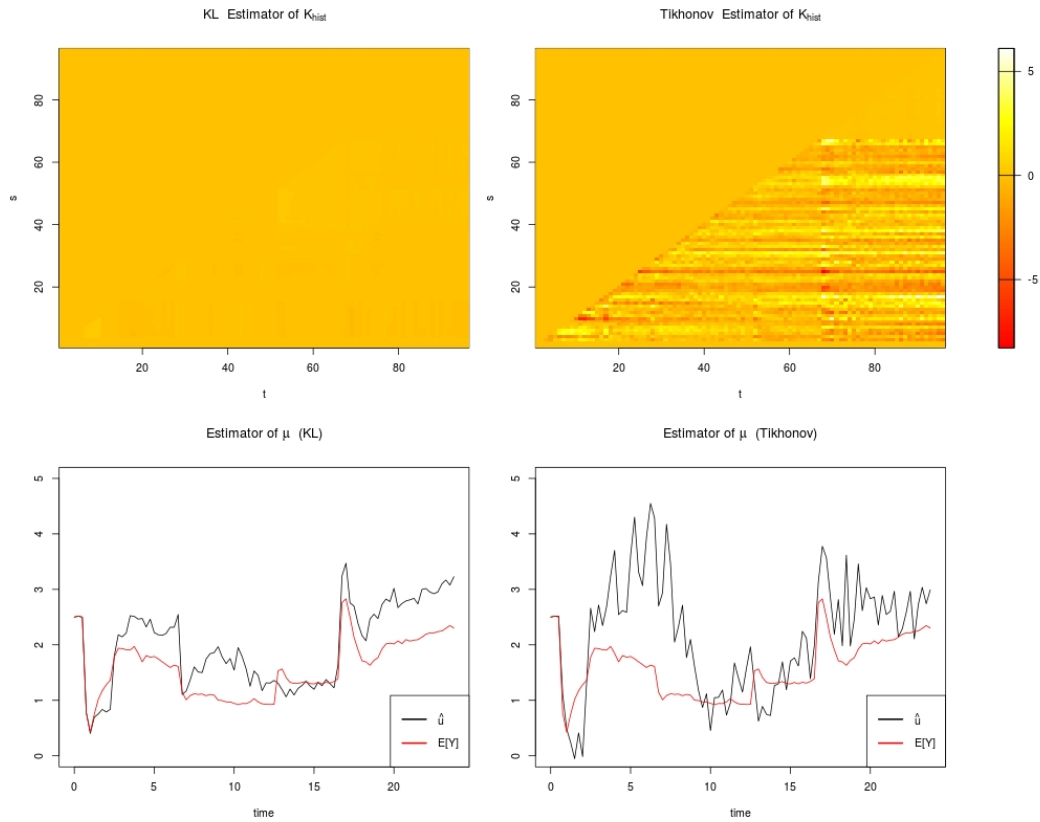 KL Estimator of Khist
Tikhonov Estimator of Khist
s
80
60
40
20
20 40 60 80
t
s
80
60
40
20
20 40 60 80
t
5
0
-5
Estimator of μ (KL)
Estimator of μ (Tikhonov)
5
4
3
2
1
0
0 5 10 15 20
time
û
E[Y]
5
4
3
2
1
0
0 5 10 15 20
time
û
E[Y]